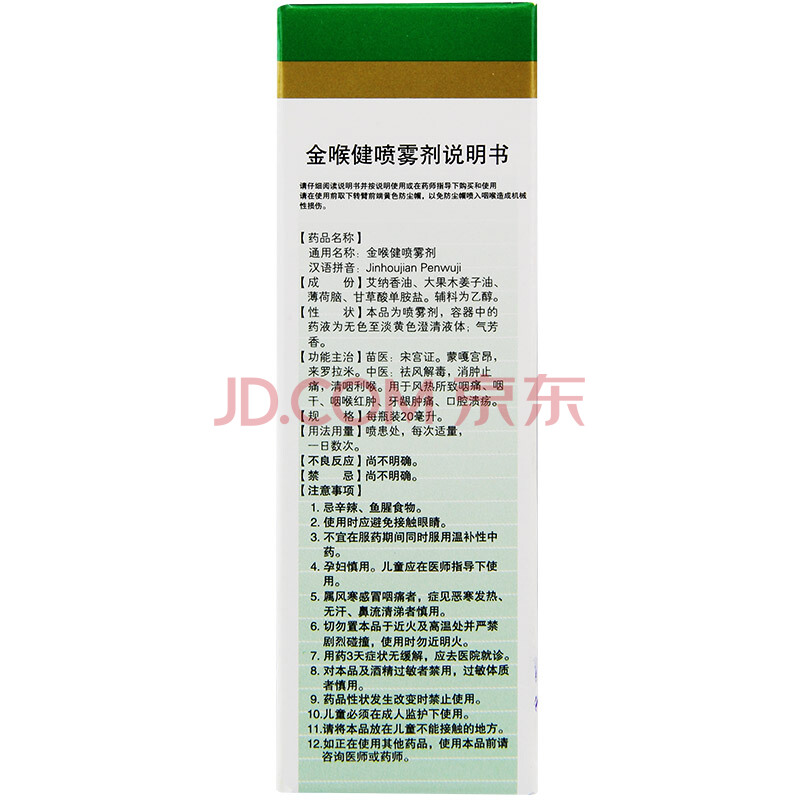 金喉健喷雾剂说明书
请仔细阅读说明书并按说明使用或在药师指导下购买和使用
请在使用前取下转臂前端黄色防尘帽，以免防尘帽喷入咽喉造成机械
性损伤。
【药品名称】
通用名称：金喉健喷雾剂
汉语拼音：Jinhoujian Penwuji
【成　份】艾纳香油、大果木姜子油、
薄荷脑、甘草酸单胺盐。辅料为乙醇。
【性　状】本品为喷雾剂，容器中的
药液为无色至淡黄色澄清液体；气芳
香。
【功能主治】苗医：宋宫证。蒙嘎宫昂，
来罗拉米。中医：祛风解毒，消肿止
痛，清咽利喉。用于风热所致咽痛、咽
干、咽喉红肿、牙龈肿痛、口腔溃疡。
JD.COM 京东
【规　格】每瓶装20毫升。
【用法用量】喷患处，每次适量，
一日数次。
【不良反应】尚不明确。
【禁　忌】尚不明确。
【注意事项】
1. 忌辛辣、鱼腥食物。
2. 使用时应避免接触眼睛。
3. 不宜在服药期间同时服用温补性中
药。
4. 孕妇慎用。儿童应在医师指导下使
用。
5. 属风寒感冒咽痛者，症见恶寒发热、
无汗、鼻流清涕者慎用。
6. 切勿置本品于近火及高温处并严禁
剧烈碰撞，使用时勿近明火。
7. 用药3天症状无缓解，应去医院就诊。
8. 对本品及酒精过敏者禁用，过敏体质
者慎用。
9. 药品性状发生改变时禁止使用。
10.儿童必须在成人监护下使用。
11.请将本品放在儿童不能接触的地方。
12.如正在使用其他药品，使用本品前请
咨询医师或药师。